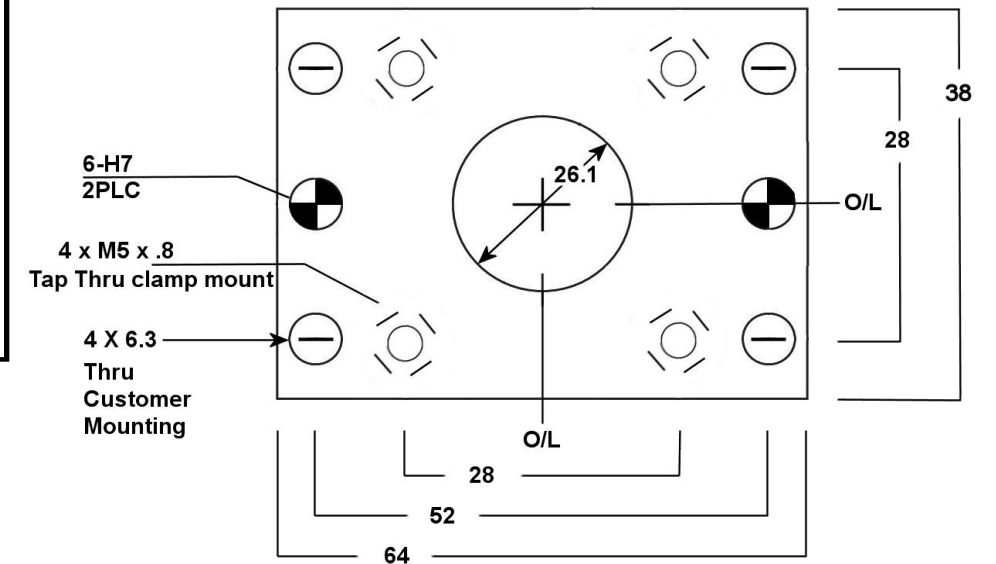 6-H7
2PLC
4 x M5 x .8
Tap Thru clamp mount
4 X 6.3
Thru
Customer
Mounting
26.1
O/L
38
28
O/L
28
52
64